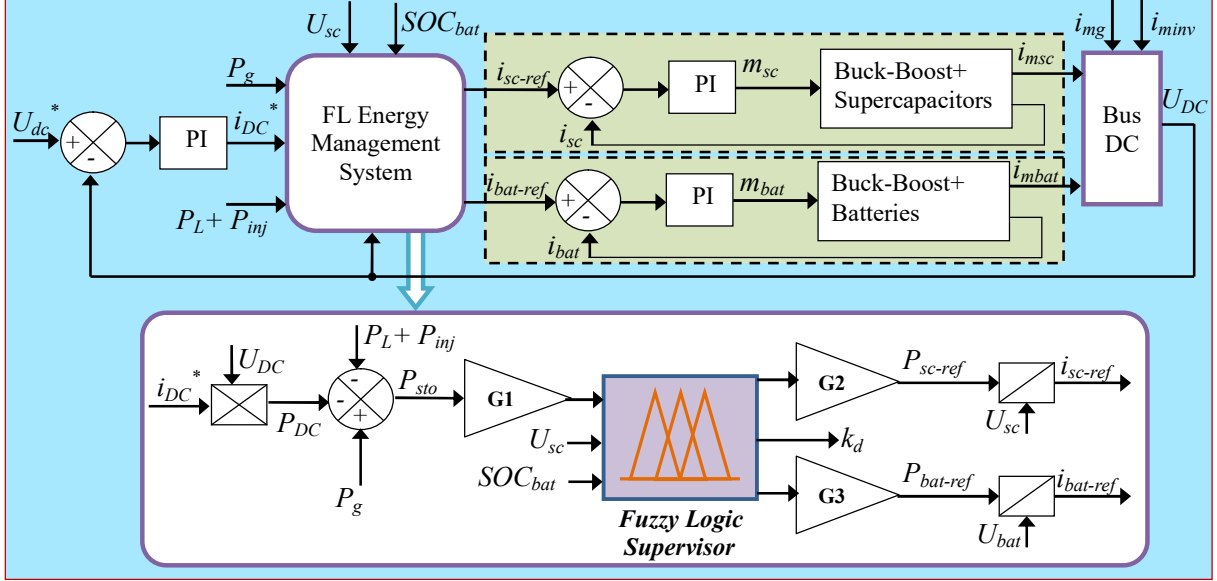 U_sc
SOC_bat
i_mg
i_minv
P_g
U_dc*
+
-
PI
i_DC*
P_L + P_inj
FL Energy
Management
System
i_sc-ref
+
-
i_sc
PI
m_sc
Buck-Boost+
Supercapacitors
i_msc
i_bat-ref
+
-
i_bat
PI
m_bat
Buck-Boost+
Batteries
i_mbat
Bus
DC
U_DC
i_DC*
U_DC
P_DC
P_L + P_inj
-
-
+
P_g
P_sto
G1
U_sc
SOC_bat
Fuzzy Logic
Supervisor
G2
P_sc-ref
U_sc
i_sc-ref
k_d
G3
P_bat-ref
U_bat
i_bat-ref